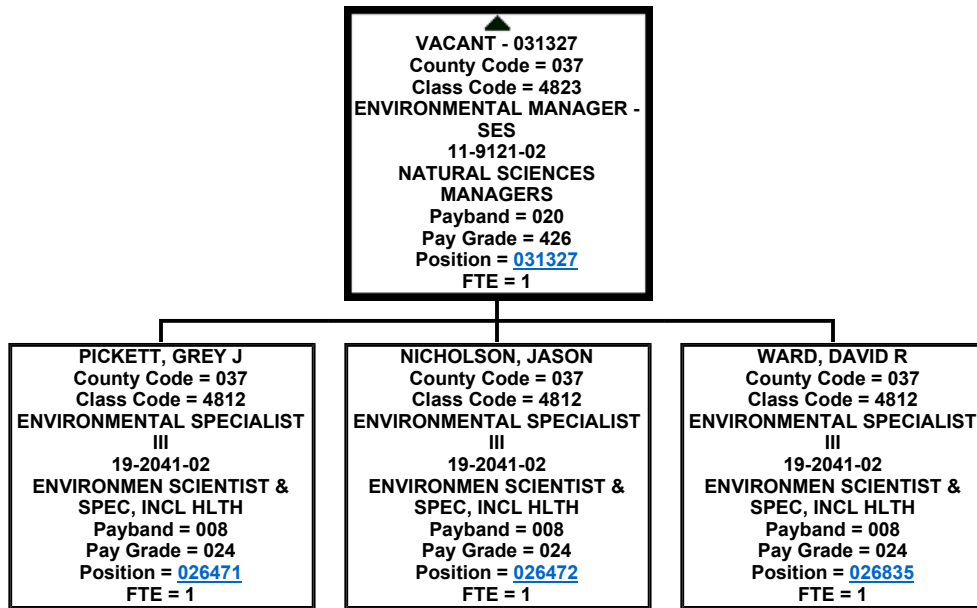 VACANT - 031327
County Code = 037
Class Code = 4823
ENVIRONMENTAL MANAGER -
SES
11-9121-02
NATURAL SCIENCES
MANAGERS
Payband = 020
Pay Grade = 426
Position = 031327
FTE = 1
PICKETT, GREY J
County Code = 037
Class Code = 4812
ENVIRONMENTAL SPECIALIST
III
19-2041-02
ENVIRONMEN SCIENTIST &
SPEC, INCL HLTH
Payband = 008
Pay Grade = 024
Position = 026471
FTE = 1
NICHOLSON, JASON
County Code = 037
Class Code = 4812
ENVIRONMENTAL SPECIALIST
III
19-2041-02
ENVIRONMEN SCIENTIST &
SPEC, INCL HLTH
Payband = 008
Pay Grade = 024
Position = 026472
FTE = 1
WARD, DAVID R
County Code = 037
Class Code = 4812
ENVIRONMENTAL SPECIALIST
III
19-2041-02
ENVIRONMEN SCIENTIST &
SPEC, INCL HLTH
Payband = 008
Pay Grade = 024
Position = 026835
FTE = 1